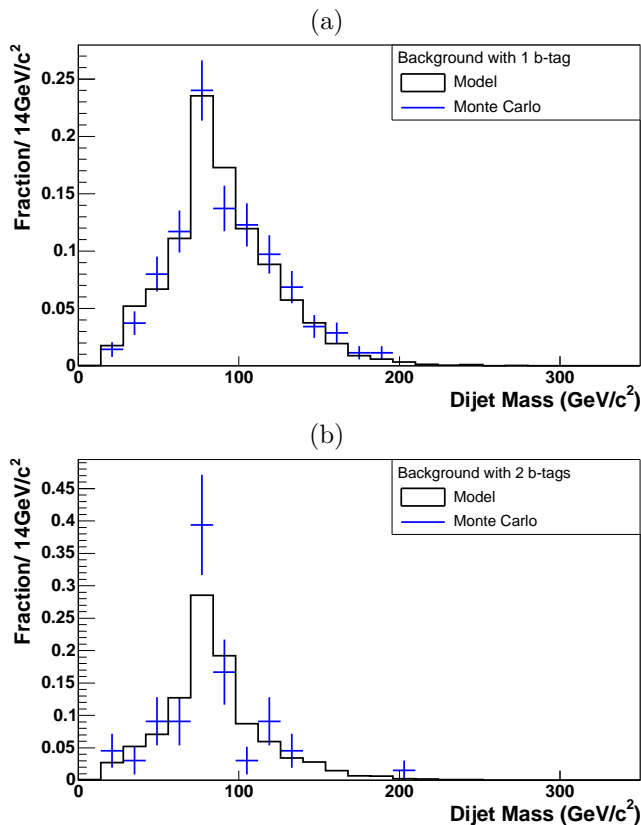 (a)
Fraction/ 14GeV/c²
0.25
0.2
0.15
0.1
0.05
0
Background with 1 b-tag
Model
Monte Carlo
0 100 200 300
Dijet Mass (GeV/c²)
(b)
Fraction/ 14GeV/c²
0.45
0.4
0.35
0.3
0.25
0.2
0.15
0.1
0.05
0
Background with 2 b-tags
Model
Monte Carlo
0 100 200 300
Dijet Mass (GeV/c²)